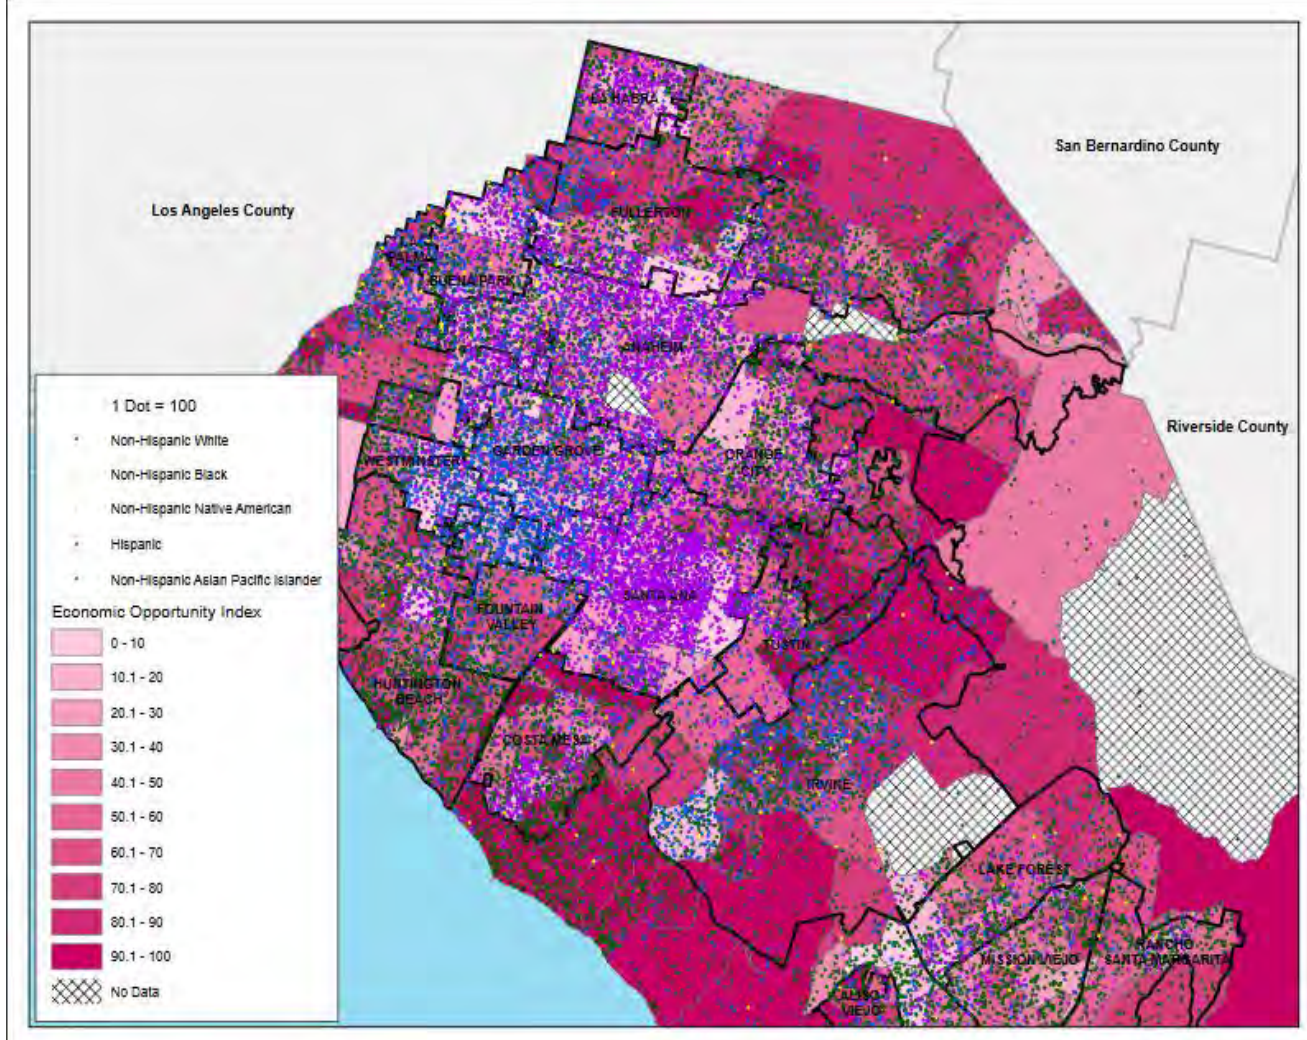 San Bernardino County
Los Angeles County
Riverside County
LA HABRA
FULLERTON
PALMA
BUENA PARK
ANAHEIM
ORANGE
CITY
GARDEN GROVE
WESTMINSTER
SANTA ANA
FOUNTAIN
VALLEY
TUSTIN
HUNTINGTON
BEACH
COSTA MESA
IRVINE
LAKE FOREST
MISSION VIEJO
RANCHO
SANTA MARGARITA
ALISO
VIEJO
1 Dot = 100
Non-Hispanic White
Non-Hispanic Black
Non-Hispanic Native American
Hispanic
Non-Hispanic Asian Pacific Islander
Economic Opportunity Index
0 - 10
10.1 - 20
20.1 - 30
30.1 - 40
40.1 - 50
50.1 - 60
60.1 - 70
70.1 - 80
80.1 - 90
90.1 - 100
No Data